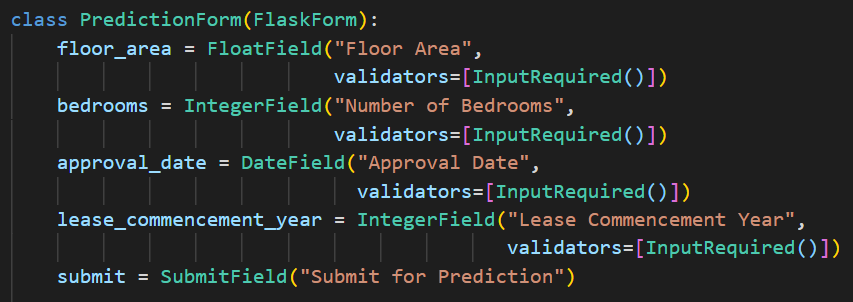 class PredictionForm(FlaskForm):
    floor_area = FloatField("Floor Area",
                            validators=[InputRequired()])
    bedrooms = IntegerField("Number of Bedrooms",
                            validators=[InputRequired()])
    approval_date = DateField("Approval Date",
                              validators=[InputRequired()])
    lease_commencement_year = IntegerField("Lease Commencement Year",
                                           validators=[InputRequired()])
    submit = SubmitField("Submit for Prediction")